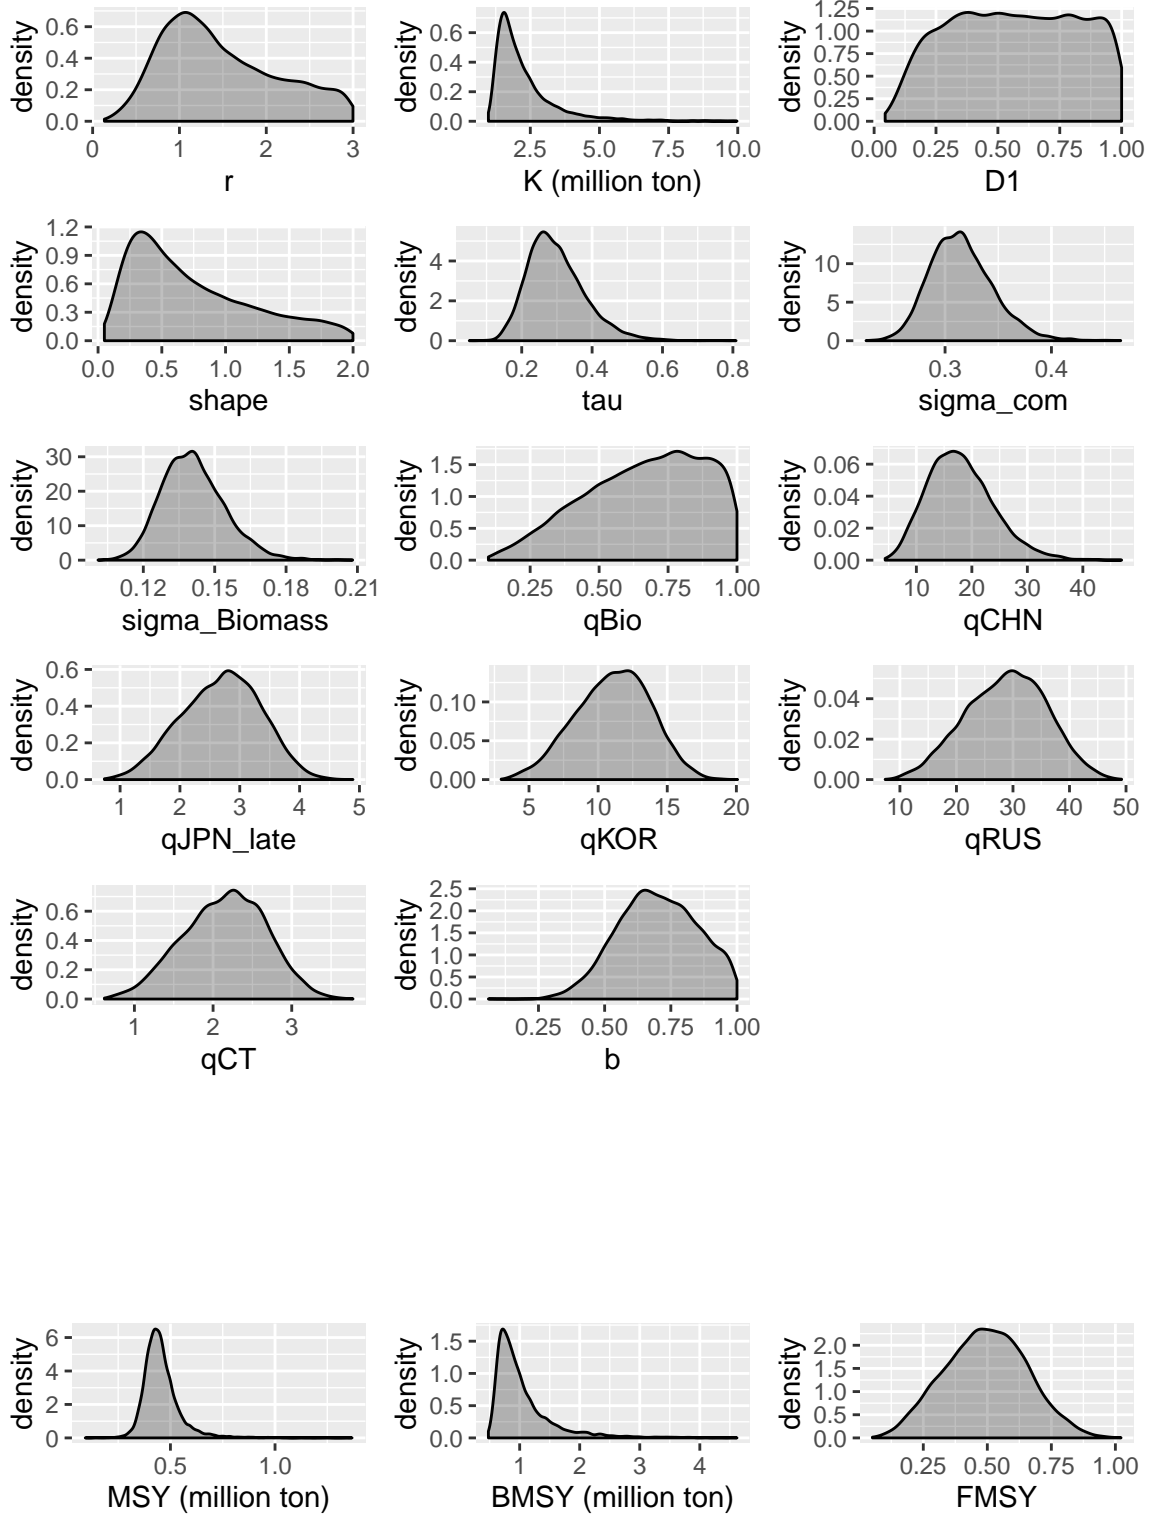 density
0.6
0.4
0.2
0.0
0 1 2 3
r
density
0.6
0.4
0.2
0.0
2.5 5.0 7.5 10.0
K (million ton)
density
1.25
1.00
0.75
0.50
0.25
0.00
0.00 0.25 0.50 0.75 1.00
D1
density
1.2
0.9
0.6
0.3
0.0
0.0 0.5 1.0 1.5 2.0
shape
density
4
2
0
0.2 0.4 0.6 0.8
tau
density
10
5
0
0.3 0.4
sigma_com
density
30
20
10
0
0.12 0.15 0.18 0.21
sigma_Biomass
density
1.5
1.0
0.5
0.0
0.25 0.50 0.75 1.00
qBio
density
0.06
0.04
0.02
0.00
10 20 30 40
qCHN
density
0.6
0.4
0.2
0.0
1 2 3 4 5
qJPN_late
density
0.10
0.05
0.00
5 10 15 20
qKOR
density
0.04
0.02
0.00
10 20 30 40 50
qRUS
density
0.6
0.4
0.2
0.0
1 2 3
qCT
density
2.5
2.0
1.5
1.0
0.5
0.0
0.25 0.50 0.75 1.00
b
density
6
4
2
0
0.5 1.0
MSY (million ton)
density
1.5
1.0
0.5
0.0
1 2 3 4
BMSY (million ton)
density
2.0
1.5
1.0
0.5
0.0
0.25 0.50 0.75 1.00
FMSY